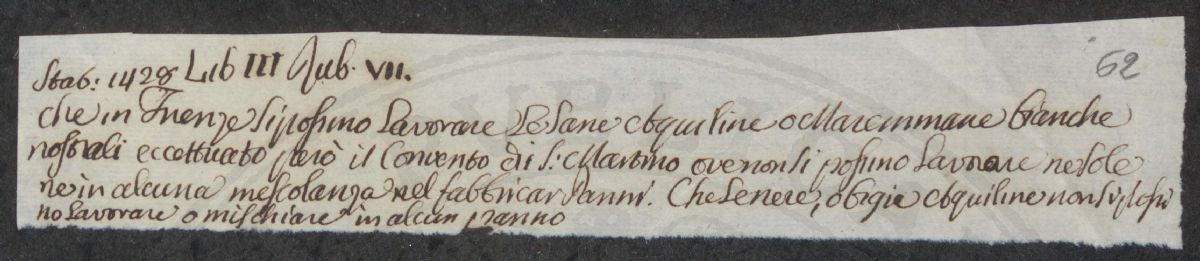 Stab: 1428 Lib III Rub. VII.
62
che in Firenze si possino Lavorare Le Lane Aquiline o Maremmane bianche
nostrali eccettuato però il Convento di S: Martino ove non si possino Lavorare ne sole
ne in alcuna mescolanza nel fabbricar Panni. Che Le nere, o bigie Aquiline non si possi
no Lavorare o mischiare in alcun panno